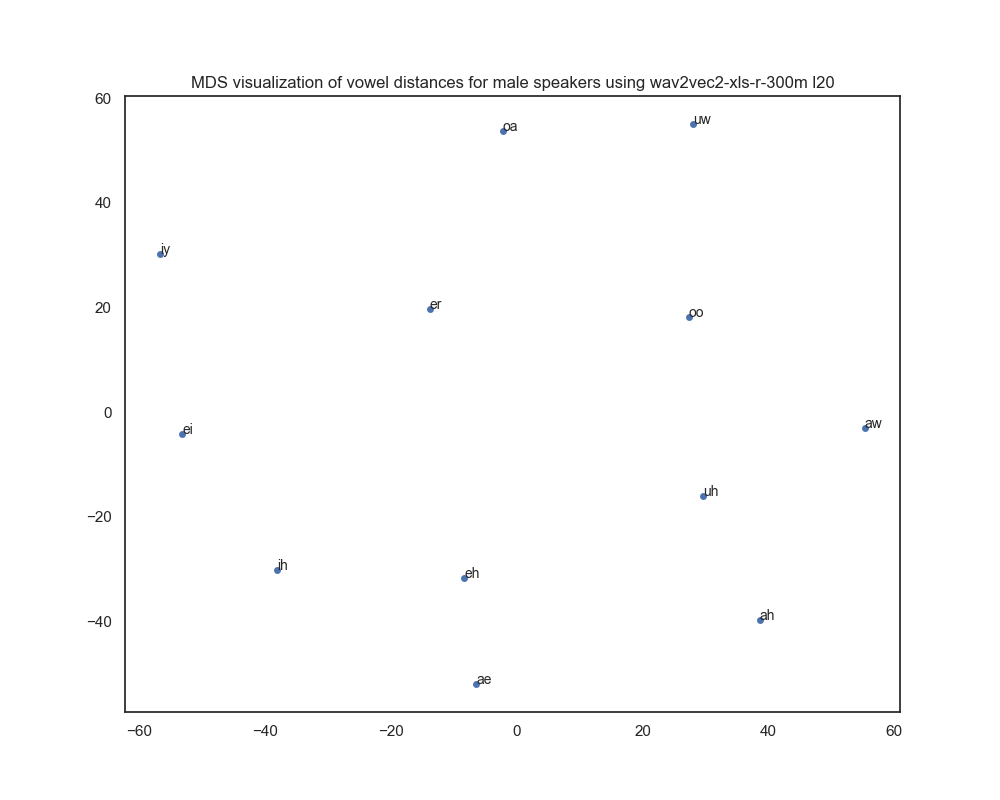 MDS visualization of vowel distances for male speakers using wav2vec2-xls-r-300m l20
60
40
20
0
−20
−40
oa
uw
iy
er
oo
ei
aw
uh
ih
eh
ah
ae
−60
−40
−20
0
20
40
60